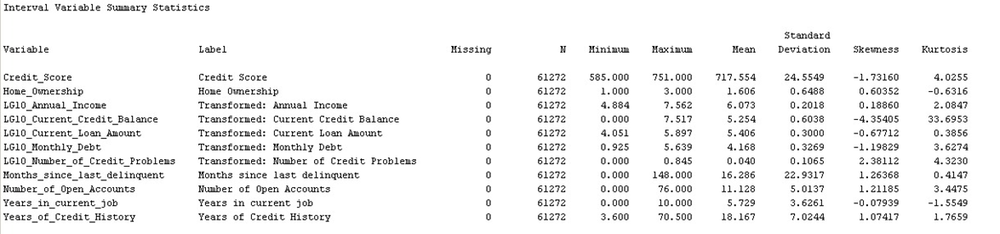 Interval Variable Summary Statistics
Standard
Variable Label Missing N Minimum Maximum Mean Deviation Skewness Kurtosis
Credit_Score Credit Score 0 61272 585.000 751.000 717.554 24.5549 -1.73160 4.0255
Home_Ownership Home Ownership 0 61272 1.000 3.000 1.606 0.6488 0.60352 -0.6316
LG10_Annual_Income Transformed: Annual Income 0 61272 4.884 7.562 6.073 0.2018 0.18860 2.0847
LG10_Current_Credit_Balance Transformed: Current Credit Balance 0 61272 0.000 7.517 5.254 0.6038 -4.35405 33.6953
LG10_Current_Loan_Amount Transformed: Current Loan Amount 0 61272 4.051 5.897 5.406 0.3000 -0.67712 0.3856
LG10_Monthly_Debt Transformed: Monthly Debt 0 61272 0.925 5.639 4.168 0.3269 -1.19829 3.6274
LG10_Number_of_Credit_Problems Transformed: Number of Credit Problems 0 61272 0.000 0.845 0.040 0.1065 2.38112 4.3230
Months_since_last_delinquent Months since last delinquent 0 61272 0.000 148.000 16.286 22.9317 1.26368 0.4147
Number_of_Open_Accounts Number of Open Accounts 0 61272 0.000 76.000 11.128 5.0137 1.21185 3.4475
Years_in_current_job Years in current job 0 61272 0.000 10.000 5.729 3.6261 -0.07939 -1.5549
Years_of_Credit_History Years of Credit History 0 61272 3.600 70.500 18.167 7.0244 1.07417 1.7659